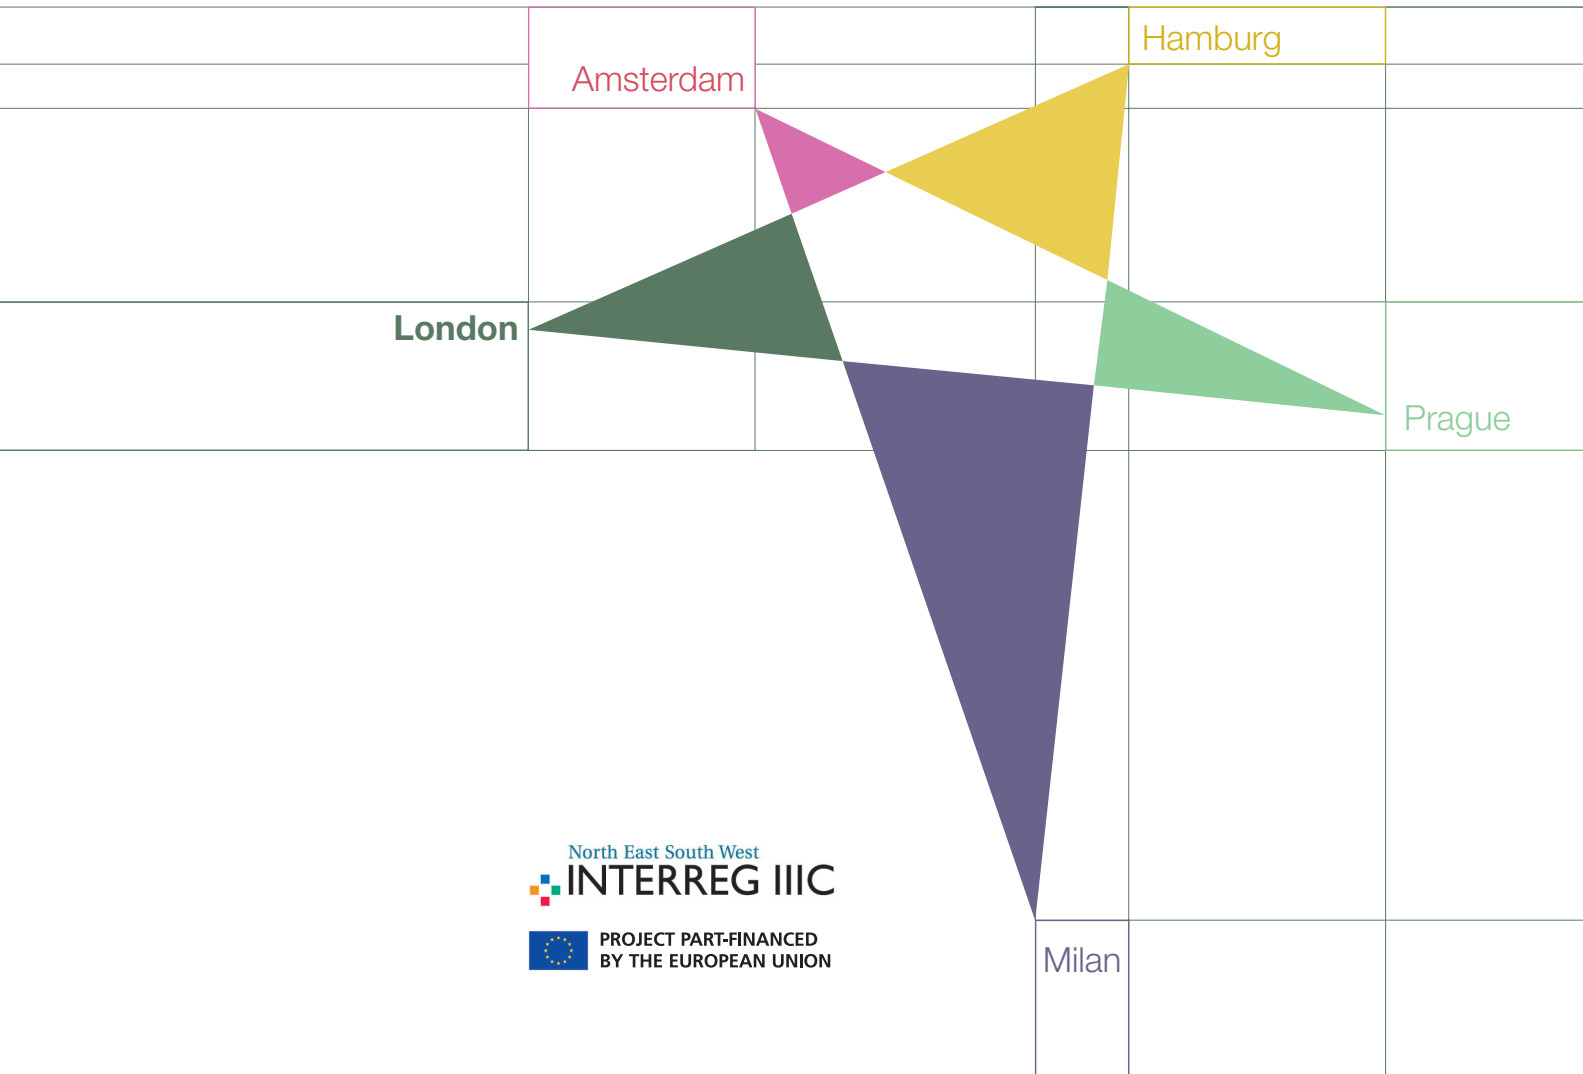 Hamburg
Amsterdam
London
Prague
North East South West
INTERREG IIIC
PROJECT PART-FINANCED
BY THE EUROPEAN UNION
Milan